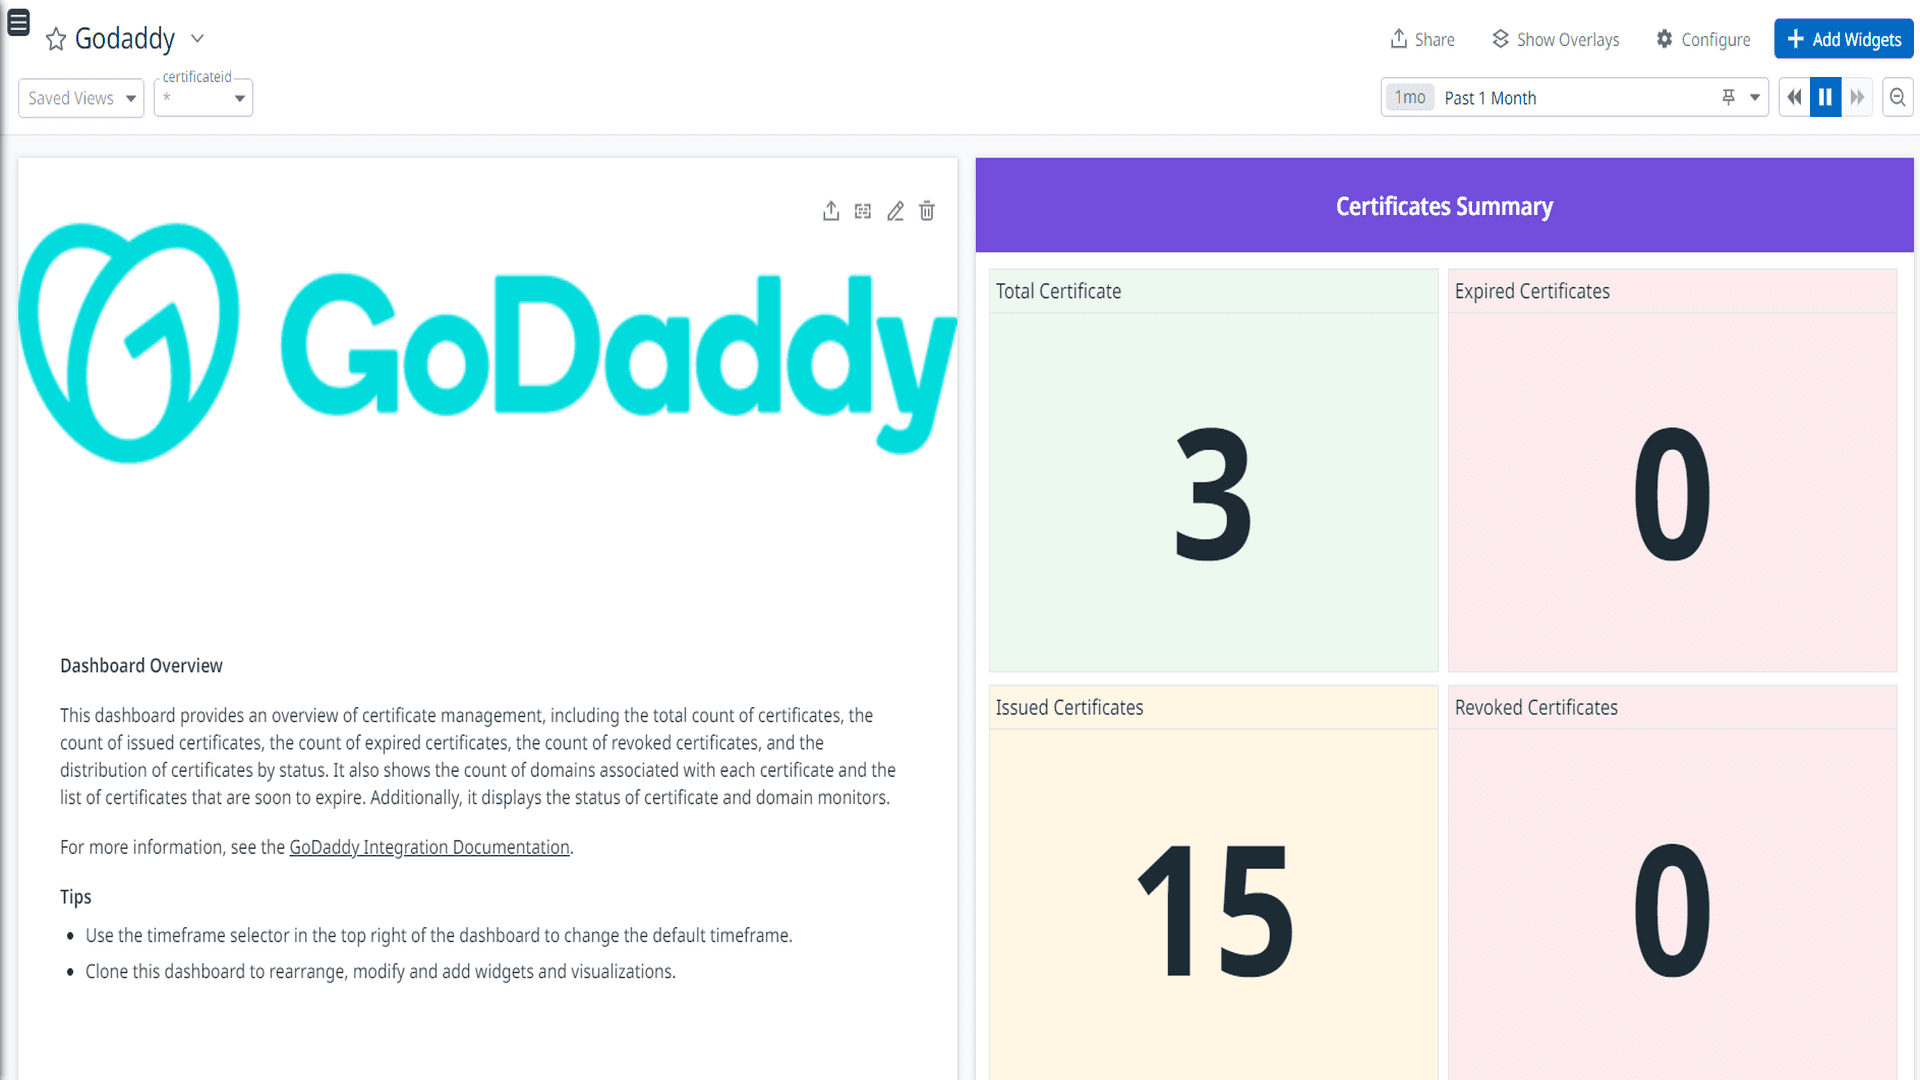 Godaddy
Share
Show Overlays
Configure
Add Widgets
Saved Views
certificateid
*
1mo Past 1 Month
GoDaddy
Certificates Summary
Total Certificate
3
Expired Certificates
0
Issued Certificates
15
Revoked Certificates
0
Dashboard Overview
This dashboard provides an overview of certificate management, including the total count of certificates, the
count of issued certificates, the count of expired certificates, the count of revoked certificates, and the
distribution of certificates by status. It also shows the count of domains associated with each certificate and the
list of certificates that are soon to expire. Additionally, it displays the status of certificate and domain monitors.
For more information, see the GoDaddy Integration Documentation.
Tips
• Use the timeframe selector in the top right of the dashboard to change the default timeframe.
• Clone this dashboard to rearrange, modify and add widgets and visualizations.